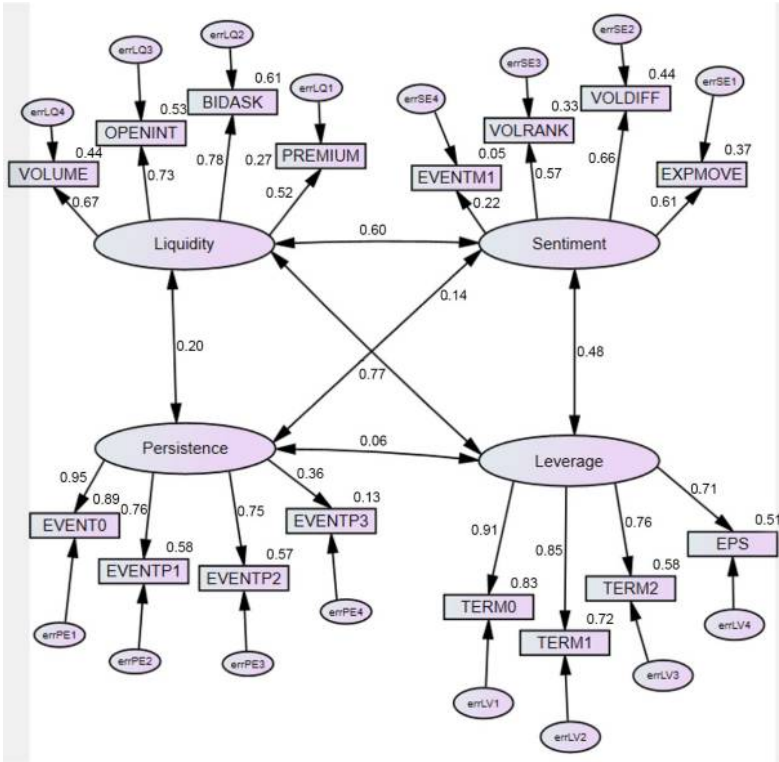 errLQ3
errLQ2
errLQ4
errLQ1
0.53
0.61
OPENINT
BIDASK
0.44
VOLUME
0.27
PREMIUM
0.67
0.73
0.78
0.52
Liquidity
errSE4
errSE3
errSE2
errSE1
0.33
0.44
VOLRANK
VOLDIFF
0.05
EVENTM1
0.37
EXPMOVE
0.22
0.57
0.66
0.61
Sentiment
0.60
0.14
0.20
0.77
0.48
0.06
Persistence
0.95
0.76
0.75
0.36
0.89
EVENT0
0.58
EVENTP1
0.57
EVENTP2
0.13
EVENTP3
errPE1
errPE2
errPE3
errPE4
Leverage
0.91
0.85
0.76
0.71
0.83
TERM0
0.72
TERM1
0.58
TERM2
0.51
EPS
errLV1
errLV2
errLV3
errLV4